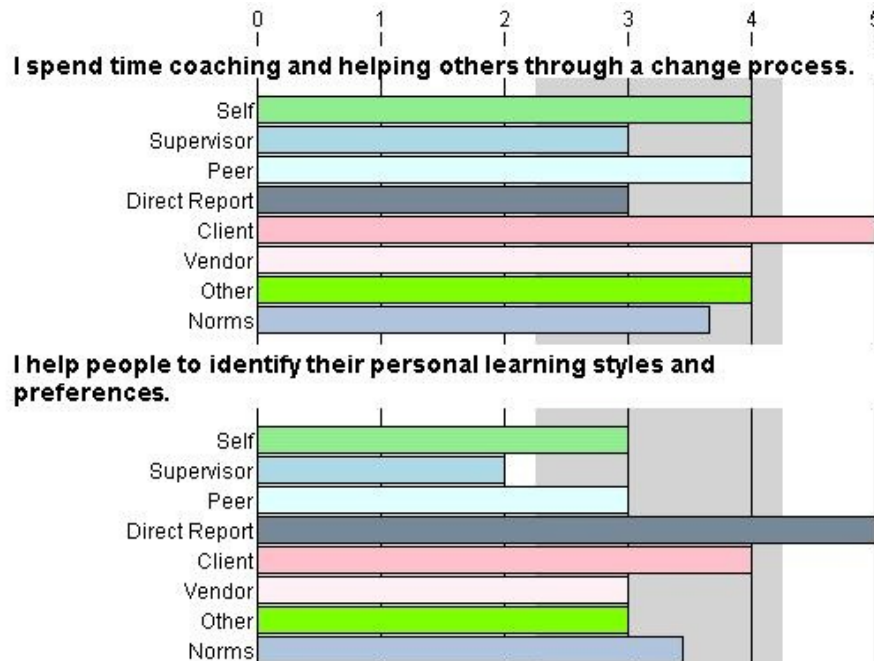 0 1 2 3 4 5
I spend time coaching and helping others through a change process.
Self
Supervisor
Peer
Direct Report
Client
Vendor
Other
Norms
I help people to identify their personal learning styles and
preferences.
Self
Supervisor
Peer
Direct Report
Client
Vendor
Other
Norms